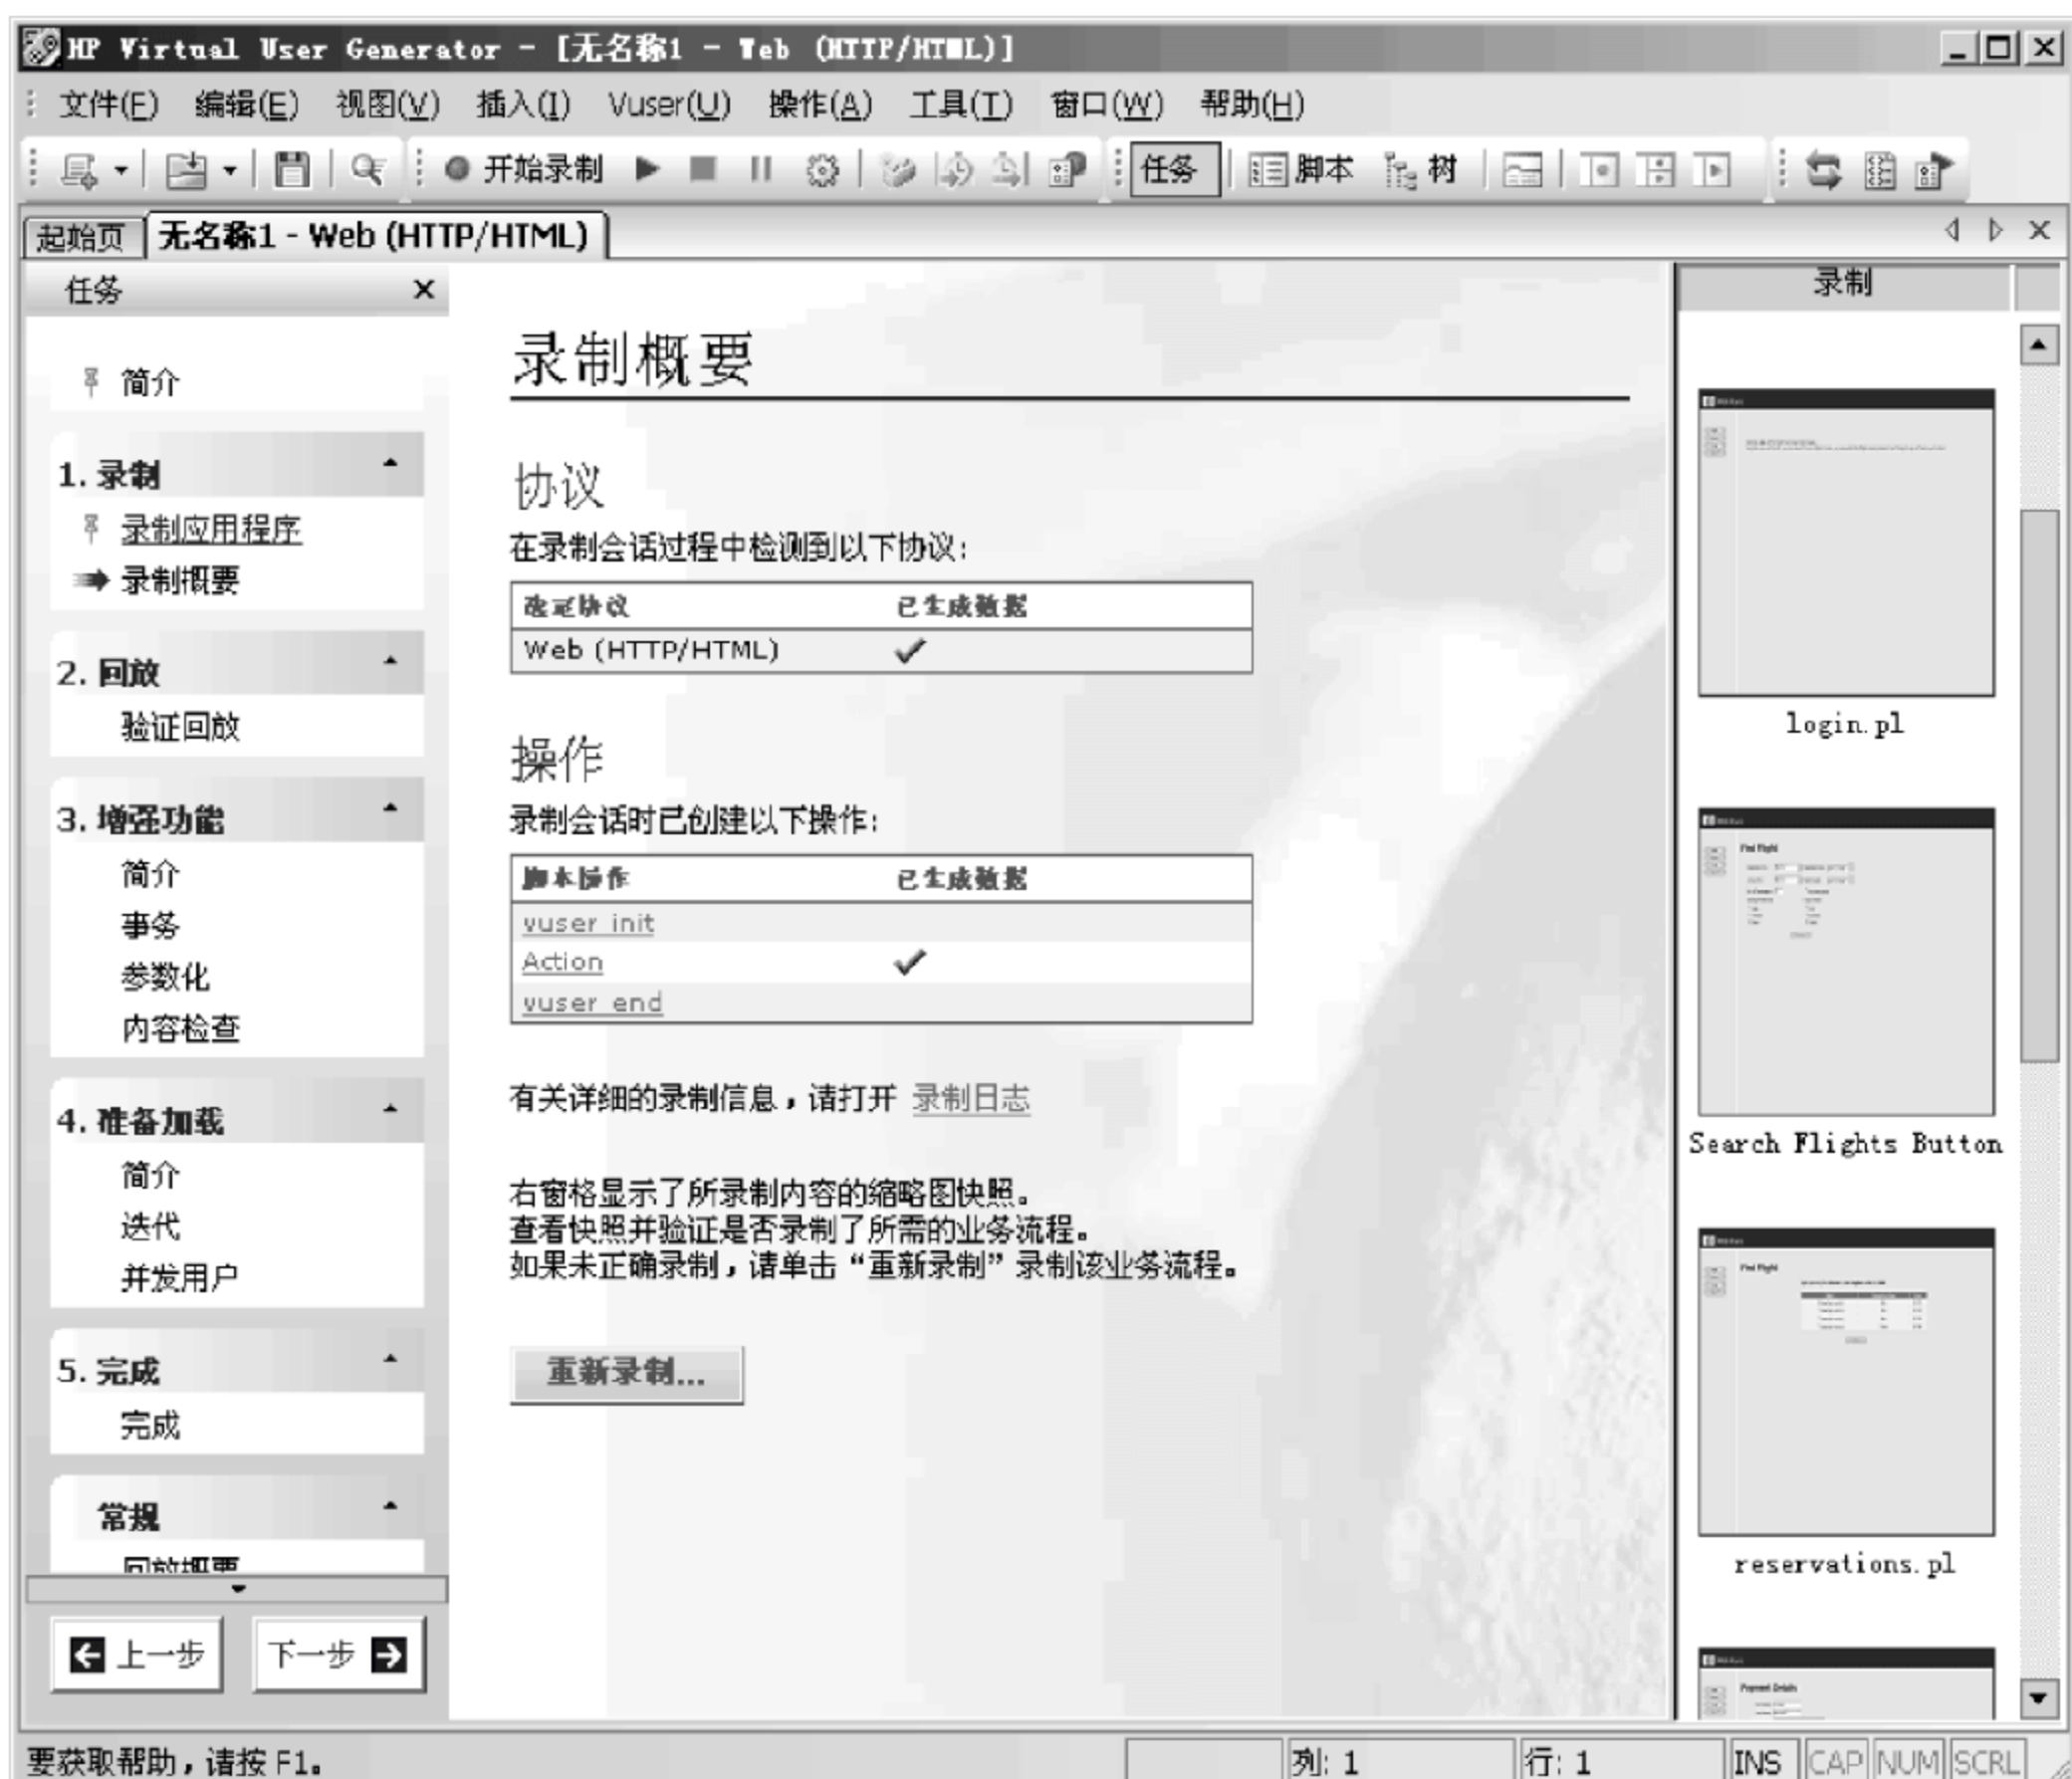 HP Virtual User Generator - [无名称1 - Web (HTTP/HTML)]
文件(F) 编辑(E) 视图(V) 插入(I) Vuser(U) 操作(A) 工具(T) 窗口(W) 帮助(H)
开始录制 任务 脚本 树
起始页 无名称1 - Web (HTTP/HTML)
任务
简介
1. 录制
录制应用程序
录制概要
2. 回放
验证回放
3. 增强功能
简介
事务
参数化
内容检查
4. 准备加载
简介
迭代
并发用户
5. 完成
完成
常规
回放概要
上一步 下一步
录制概要
协议
在录制会话过程中检测到以下协议:
选定协议 已生成数据
Web (HTTP/HTML)
操作
录制会话时已创建以下操作:
脚本操作 已生成数据
vuser_init
Action
vuser_end
有关详细的录制信息，请打开 录制日志
右窗格显示了所录制内容的缩略图快照。
查看快照并验证是否录制了所需的业务流程。
如果未正确录制，请单击“重新录制”录制该业务流程。
重新录制...
录制
login.pl
Find Flight
Search Flights Button
Find Flight
reservations.pl
Payment Details
要获取帮助，请按 F1。 列: 1 行: 1 INS CAP NUM SCRL